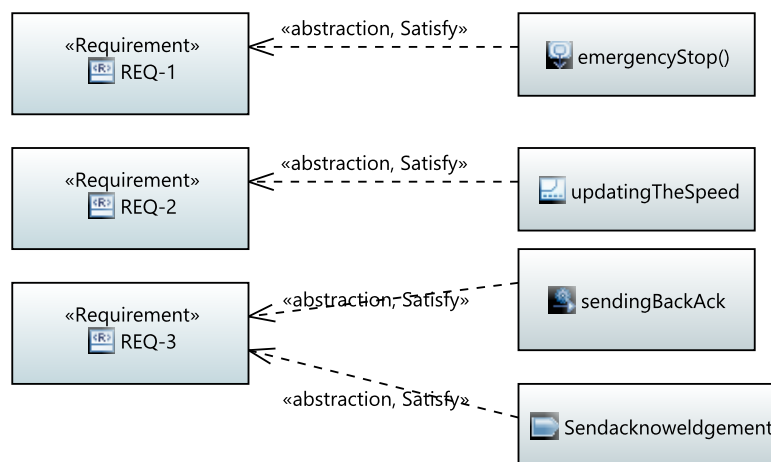 «Requirement»
REQ-1
«abstraction, Satisfy»
emergencyStop()
«Requirement»
REQ-2
«abstraction, Satisfy»
updatingTheSpeed
«Requirement»
REQ-3
«abstraction, Satisfy»
sendingBackAck
«abstraction, Satisfy»
Sendacknoweldgement